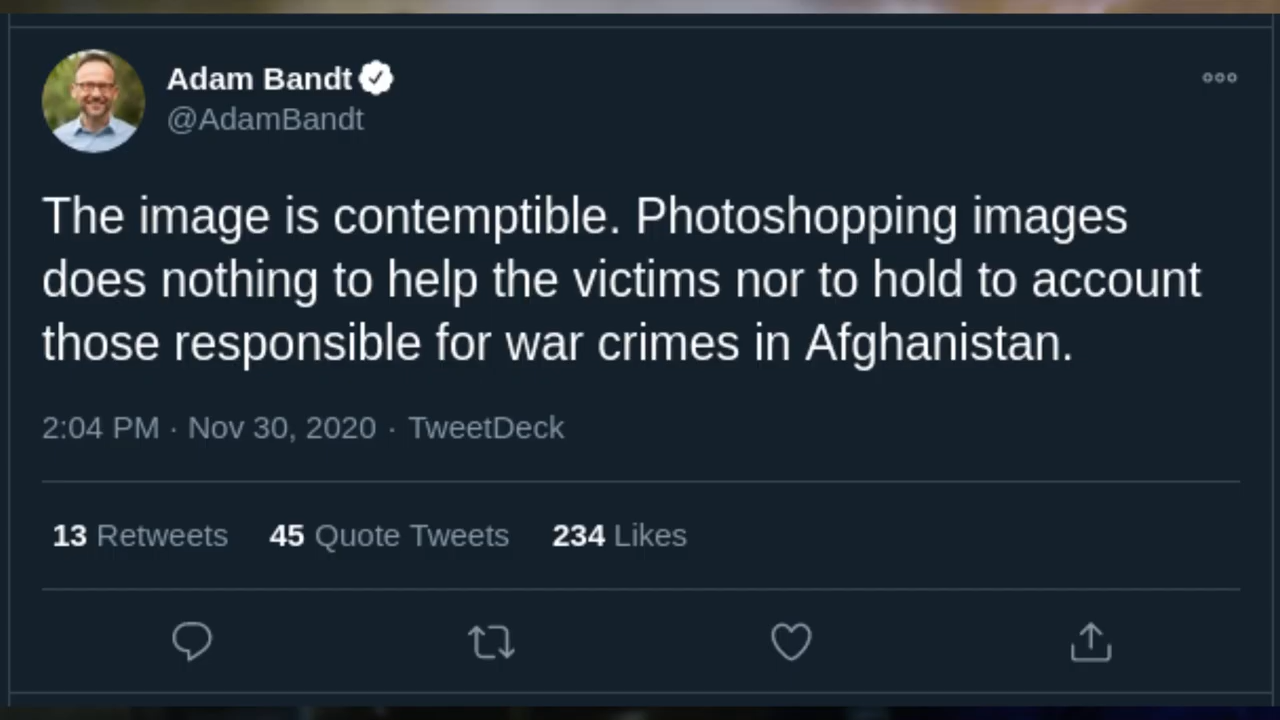 Adam Bandt
@AdamBandt
The image is contemptible. Photoshopping images
does nothing to help the victims nor to hold to account
those responsible for war crimes in Afghanistan.
2:04 PM · Nov 30, 2020 · TweetDeck
13 Retweets 45 Quote Tweets 234 Likes